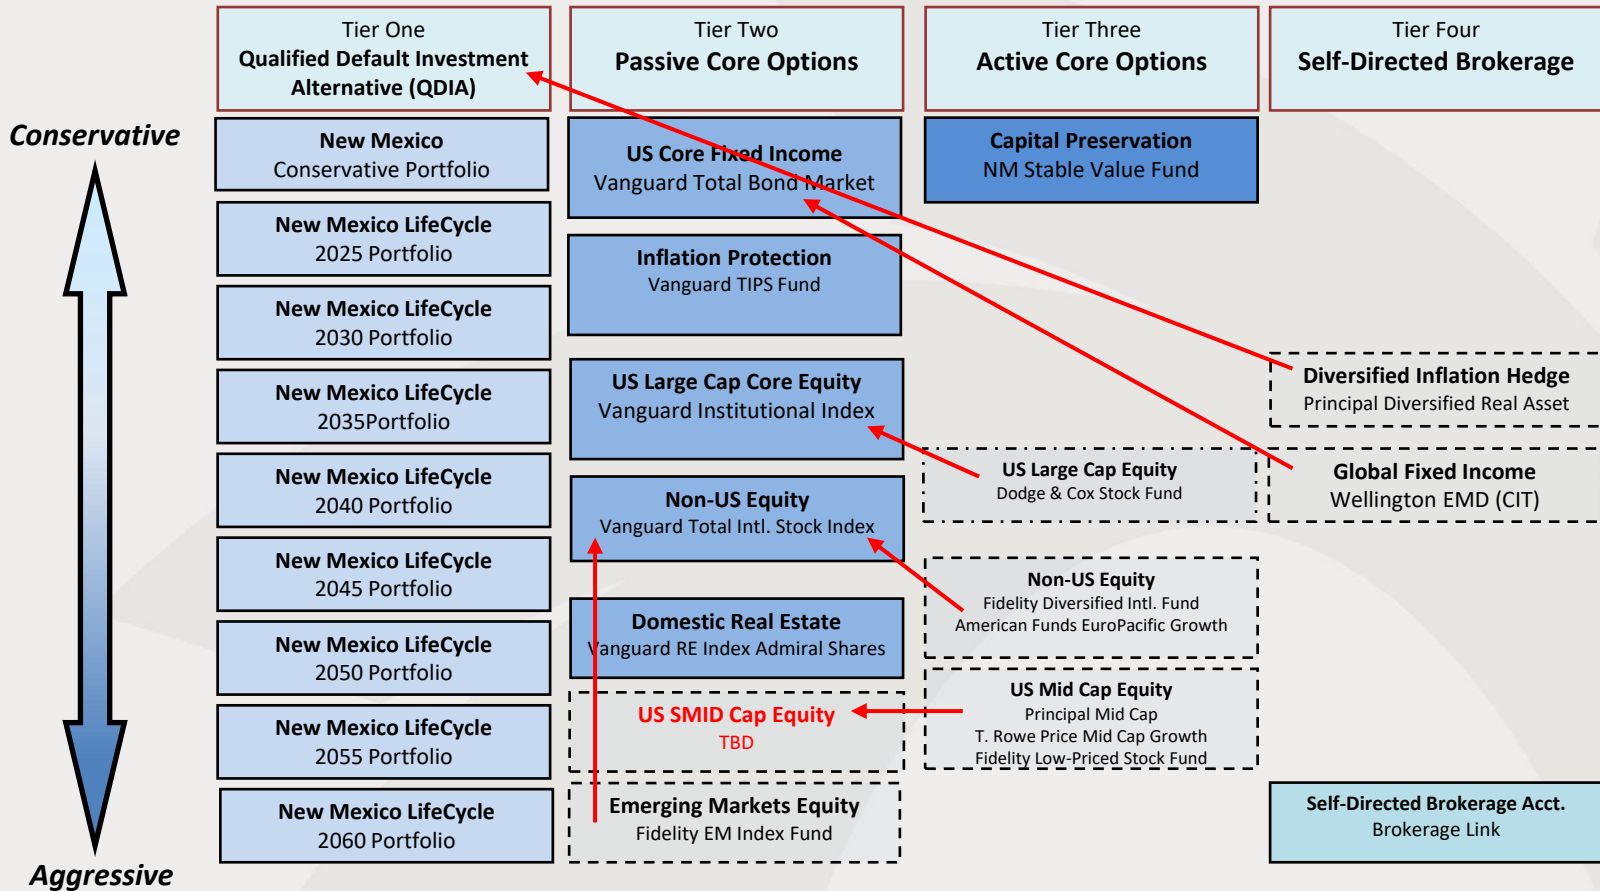 Tier One
Qualified Default Investment
Alternative (QDIA)
Tier Two
Passive Core Options
Tier Three
Active Core Options
Tier Four
Self-Directed Brokerage
Conservative
Aggressive
New Mexico
Conservative Portfolio
New Mexico LifeCycle
2025 Portfolio
New Mexico LifeCycle
2030 Portfolio
New Mexico LifeCycle
2035Portfolio
New Mexico LifeCycle
2040 Portfolio
New Mexico LifeCycle
2045 Portfolio
New Mexico LifeCycle
2050 Portfolio
New Mexico LifeCycle
2055 Portfolio
New Mexico LifeCycle
2060 Portfolio
US Core Fixed Income
Vanguard Total Bond Market
Inflation Protection
Vanguard TIPS Fund
US Large Cap Core Equity
Vanguard Institutional Index
Non-US Equity
Vanguard Total Intl. Stock Index
Domestic Real Estate
Vanguard RE Index Admiral Shares
US SMID Cap Equity
TBD
Emerging Markets Equity
Fidelity EM Index Fund
Capital Preservation
NM Stable Value Fund
US Large Cap Equity
Dodge & Cox Stock Fund
Non-US Equity
Fidelity Diversified Intl. Fund
American Funds EuroPacific Growth
US Mid Cap Equity
Principal Mid Cap
T. Rowe Price Mid Cap Growth
Fidelity Low-Priced Stock Fund
Diversified Inflation Hedge
Principal Diversified Real Asset
Global Fixed Income
Wellington EMD (CIT)
Self-Directed Brokerage Acct.
Brokerage Link